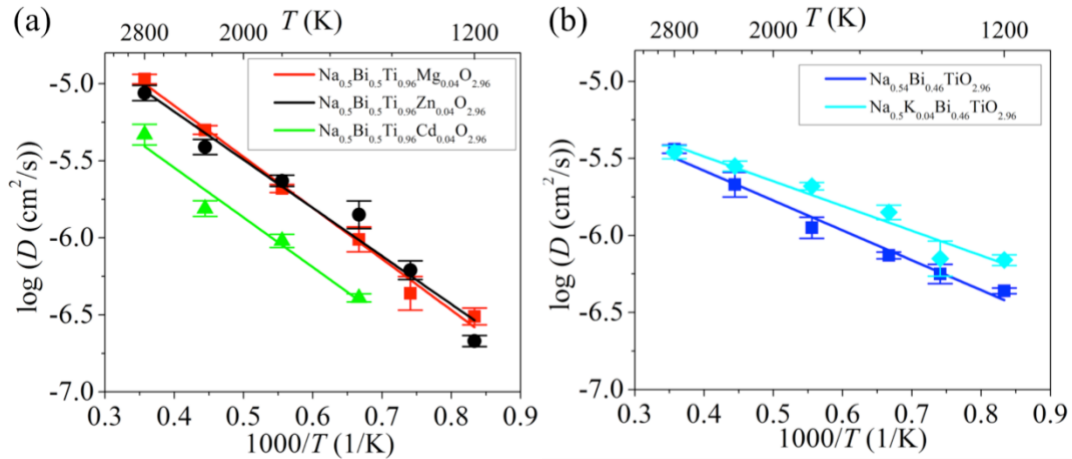 (a)
T (K)
2800 2000 1200
Na0.5Bi0.5Ti0.96Mg0.04O2.96
Na0.5Bi0.5Ti0.96Zn0.04O2.96
Na0.5Bi0.5Ti0.96Cd0.04O2.96
log (D (cm²/s))
-5.0
-5.5
-6.0
-6.5
-7.0
0.3 0.4 0.5 0.6 0.7 0.8 0.9
1000/T (1/K)
(b)
T (K)
2800 2000 1200
Na0.54Bi0.46TiO2.96
Na0.5K0.04Bi0.46TiO2.96
log (D (cm²/s))
-5.0
-5.5
-6.0
-6.5
-7.0
0.3 0.4 0.5 0.6 0.7 0.8 0.9
1000/T (1/K)